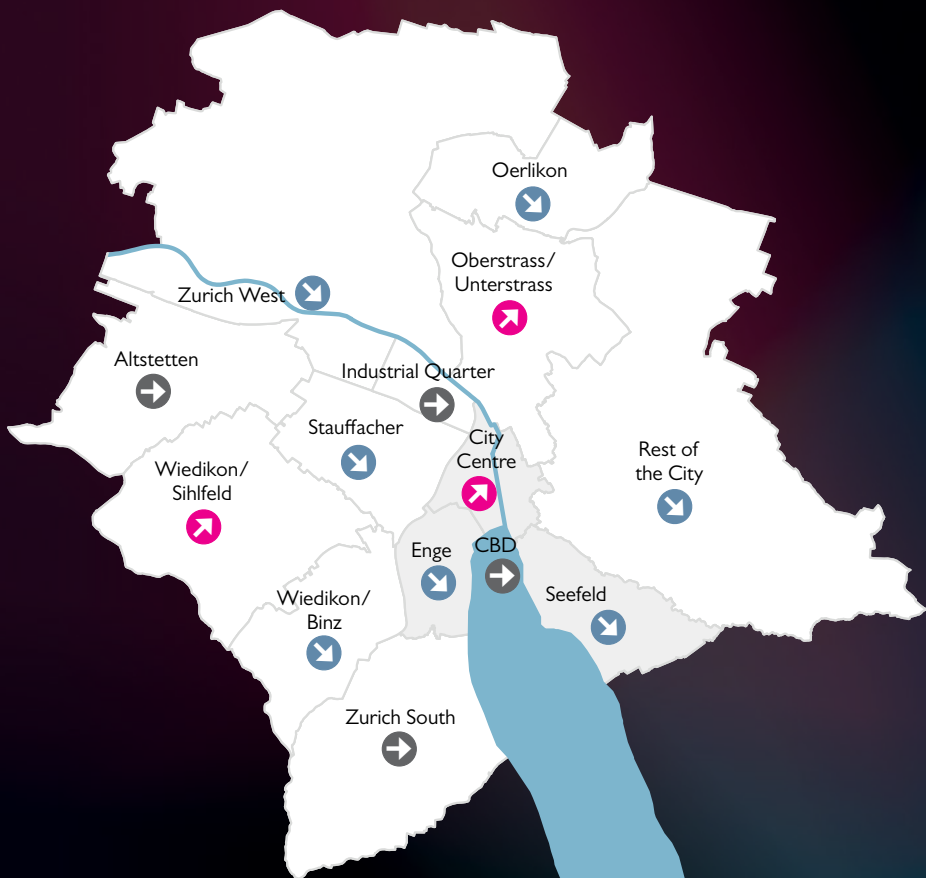 Oerlikon
Oberstrass/
Unterstrass
Zurich West
Altstetten
Industrial Quarter
Stauffacher
City
Centre
Rest of
the City
Wiedikon/
Sihlfeld
Enge
CBD
Seefeld
Wiedikon/
Binz
Zurich South